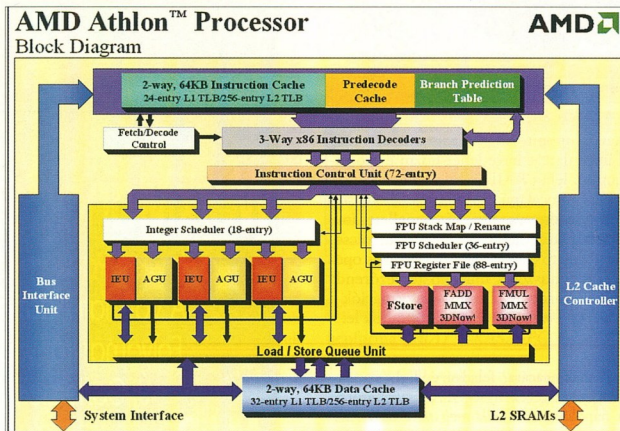 AMD Athlon™ Processor
AMD
Block Diagram
2-way, 64KB Instruction Cache
24-entry L1 TLB/256-entry L2 TLB
Predecode
Cache
Branch Prediction
Table
Fetch/Decode
Control
3-Way x86 Instruction Decoders
Instruction Control Unit (72-entry)
Integer Scheduler (18-entry)
FPU Stack Map / Rename
FPU Scheduler (36-entry)
FPU Register File (88-entry)
Bus
Interface
Unit
IEU
AGU
IEU
AGU
IEU
AGU
FStore
FADD
MMX
3DNow!
FMUL
MMX
3DNow!
L2 Cache
Controller
Load / Store Queue Unit
2-way, 64KB Data Cache
32-entry L1 TLB/256-entry L2 TLB
System Interface
L2 SRAMs